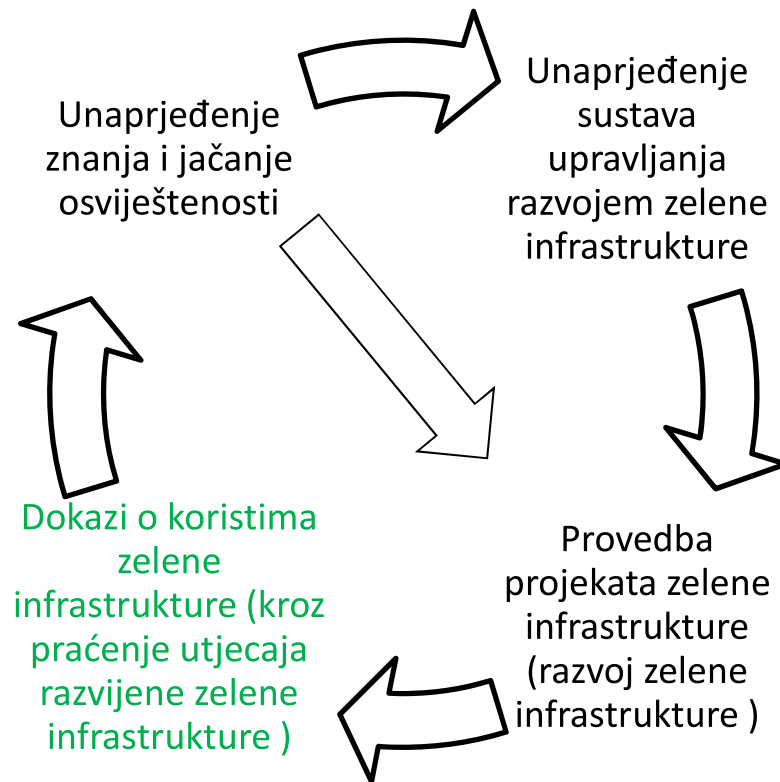 Unaprjeđenje
znanja i jačanje
osviještenosti
Unaprjeđenje
sustava
upravljanja
razvojem zelene
infrastrukture
Dokazi o koristima
zelene
infrastrukture (kroz
praćenje utjecaja
razvijene zelene
infrastrukture )
Provedba
projekata zelene
infrastrukture
(razvoj zelene
infrastrukture )